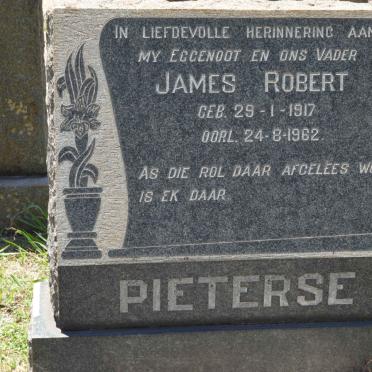 IN LIEFDEVOLLE HERINNERING AAN
MY EGGENOOT EN ONS VADER
JAMES ROBERT
GEB. 29-1-1917
OORL. 24-8-1962.
AS DIE ROL DAAR AFGELEES
IS EK DAAR.
PIETERSE